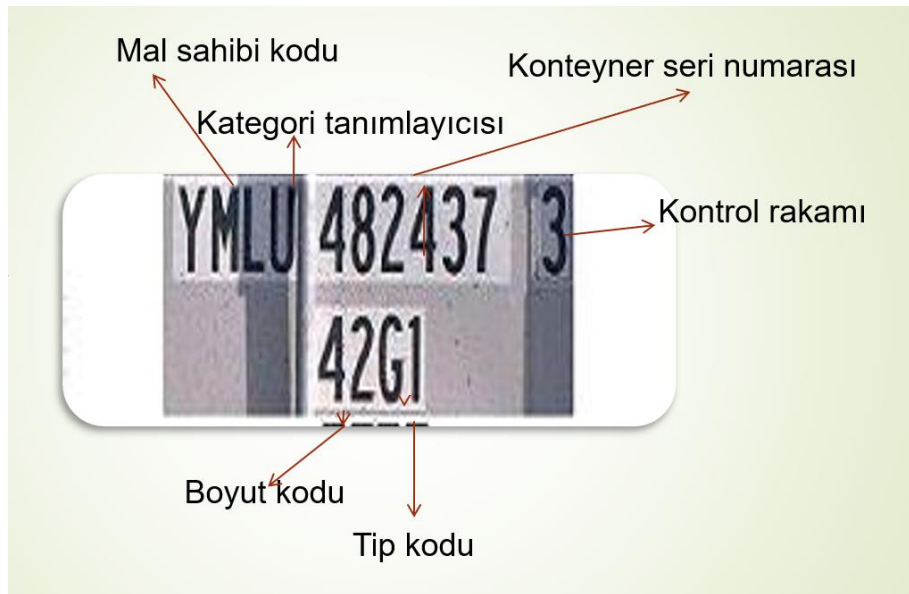 Mal sahibi kodu
Konteyner seri numarası
Kategori tanımlayıcısı
YMLU 482437 3
Kontrol rakamı
42G1
Boyut kodu
Tip kodu